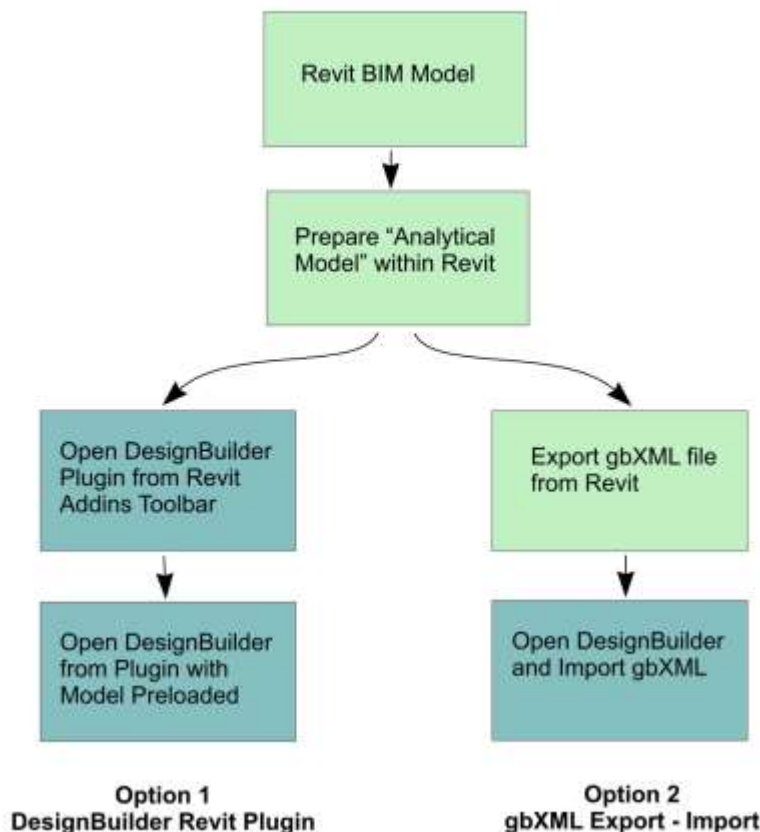 Revit BIM Model
Prepare “Analytical
Model” within Revit
Open DesignBuilder
Plugin from Revit
Addins Toolbar
Export gbXML file
from Revit
Open DesignBuilder
from Plugin with
Model Preloaded
Open DesignBuilder
and Import gbXML
Option 1
DesignBuilder Revit Plugin
Option 2
gbXML Export - Import